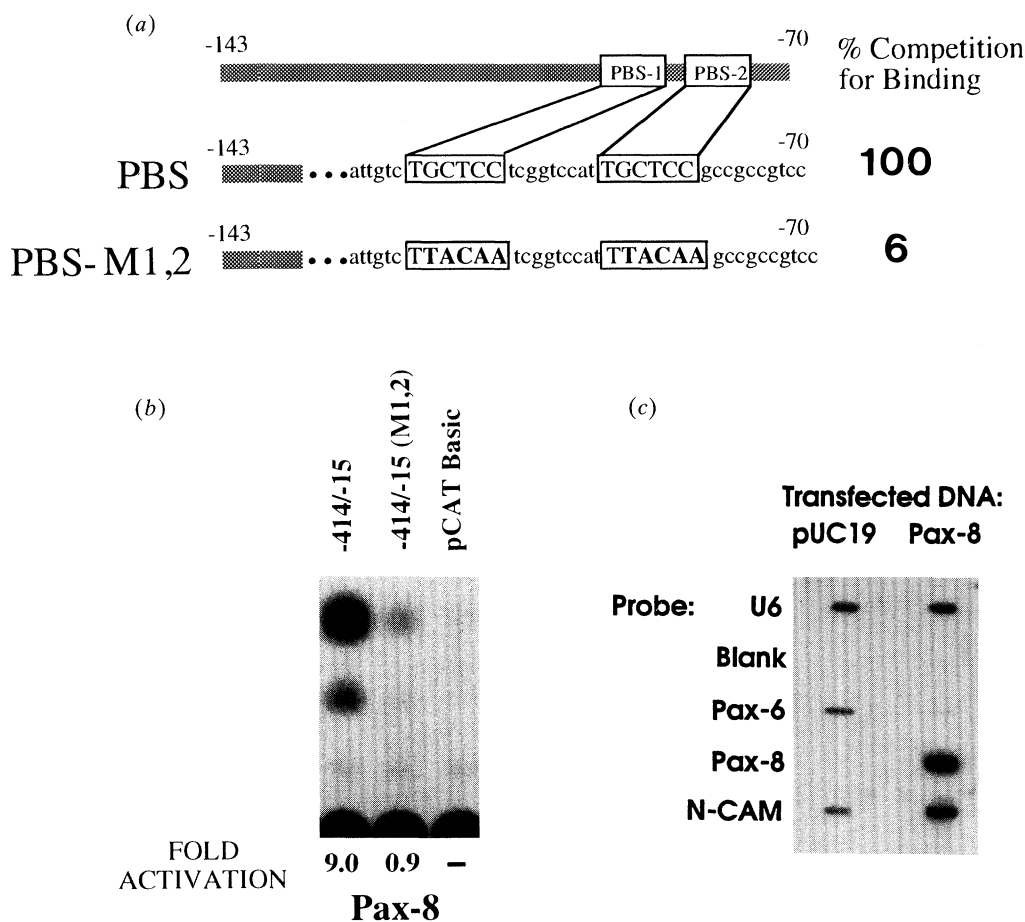 (a)
-143
-70
% Competition
for Binding
PBS-1
PBS-2
-143
-70
PBS
•••attgtc TGCTCC tcggtccat TGCTCC gccgccgtcc
100
-143
-70
PBS-M1,2
•••attgtc TTACAA tcggtccat TTACAA gccgccgtcc
6
(b)
-414/-15
-414/-15 (M1,2)
pCAT Basic
FOLD
ACTIVATION
9.0 0.9 –
Pax-8
(c)
Transfected DNA:
pUC19 Pax-8
Probe: U6
Blank
Pax-6
Pax-8
N-CAM